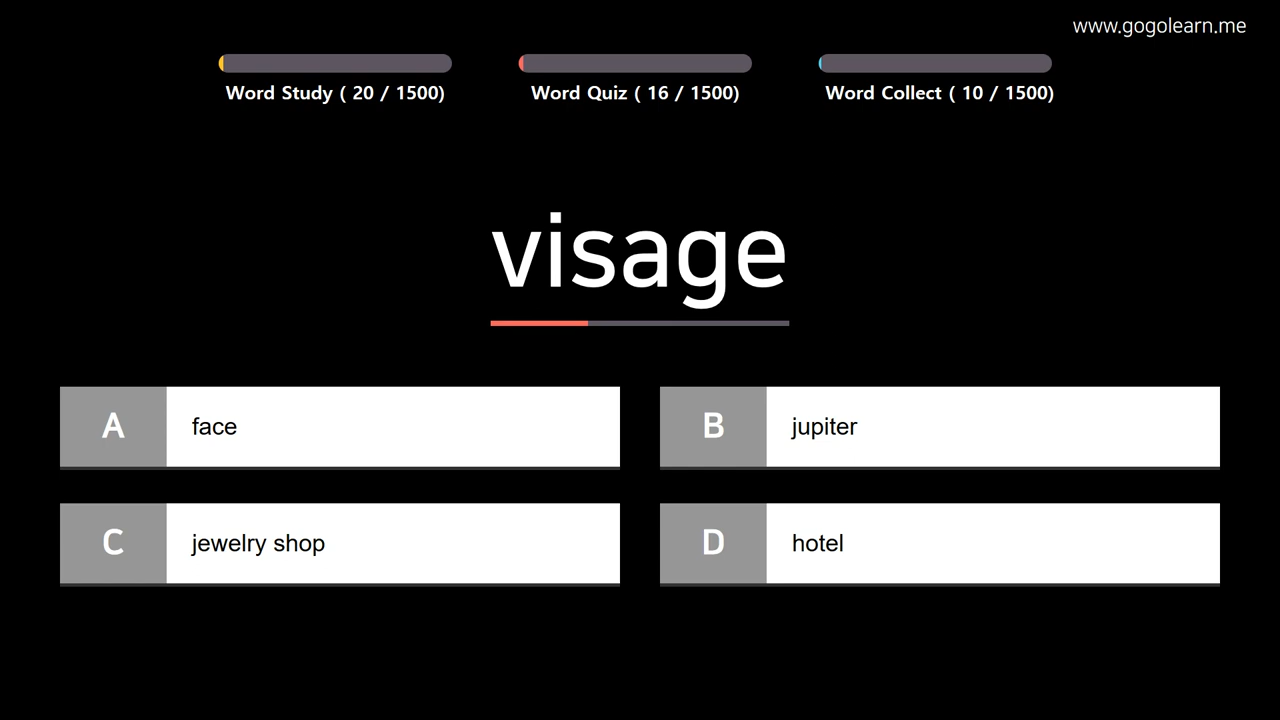 www.gogolearn.me
Word Study ( 20 / 1500)
Word Quiz ( 16 / 1500)
Word Collect ( 10 / 1500)
visage
A face
B jupiter
C jewelry shop
D hotel